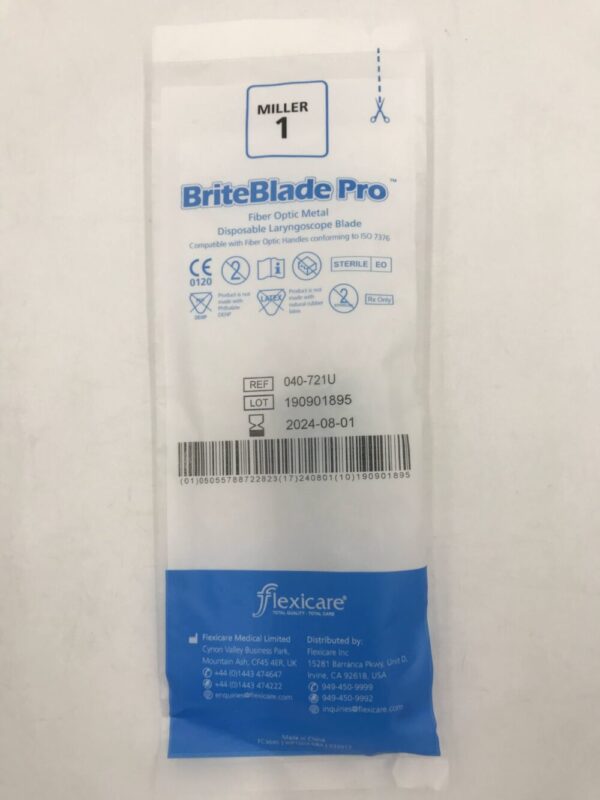 MILLER
1
BriteBlade Pro™
Fiber Optic Metal
Disposable Laryngoscope Blade
Compatible with Fiber Optic Handles conforming to ISO 7376
CE
0120
2
i
STERILE EO
DEHP
Product is not
made with
Phthalate
DEHP
LATEX
Product is not
made with
natural rubber
latex
2
Rx Only
REF 040-721U
LOT 190901895
2024-08-01
(01)05055788722823(17)240801(10)190901895
flexicare®
TOTAL QUALITY - TOTAL CARE
Flexicare Medical Limited
Cynon Valley Business Park,
Mountain Ash, CF45 4ER, UK
+44 (0)1443 474647
+44 (0)1443 474222
enquiries@flexicare.com
Distributed by:
Flexicare Inc
15281 Barranca Pkwy, Unit D,
Irvine, CA 92618, USA
949-450-9999
949-450-9992
inquiries@flexicare.com
Made in China